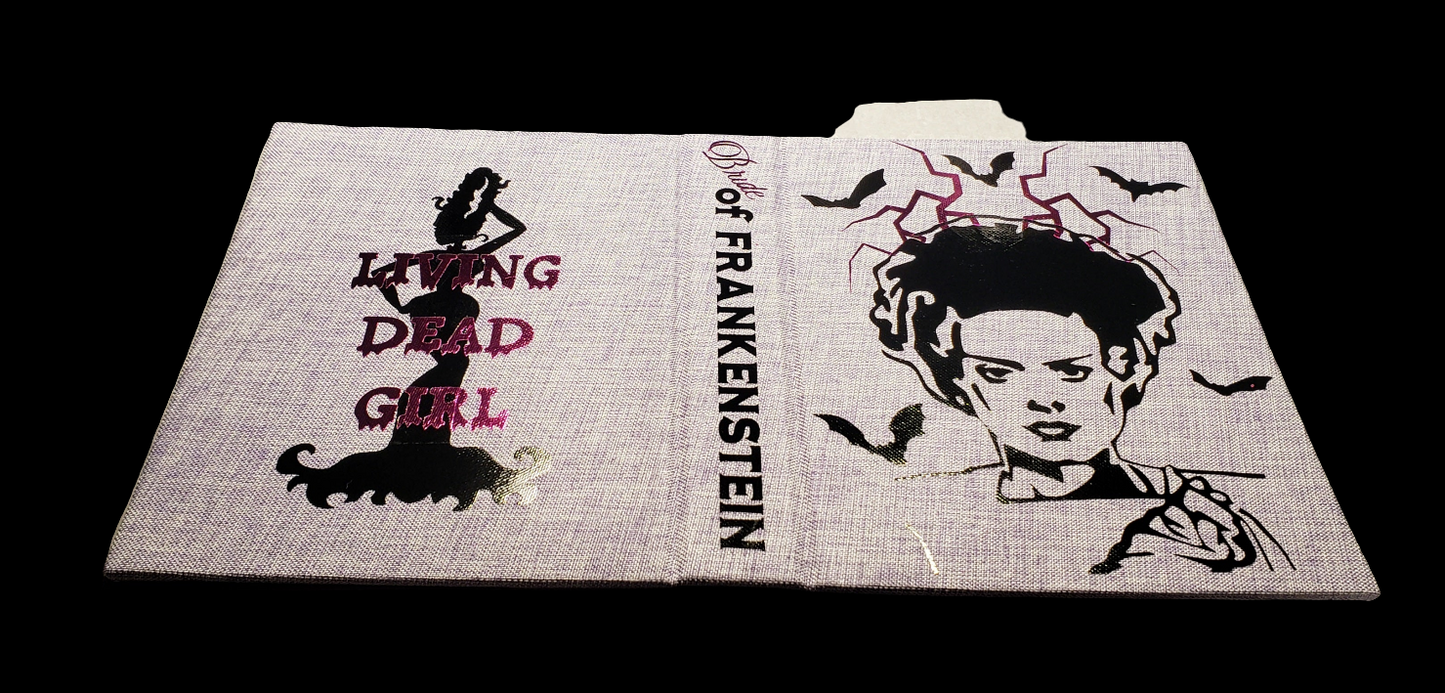 LIVING
DEAD
GIRL
Bride of FRANKENSTEIN